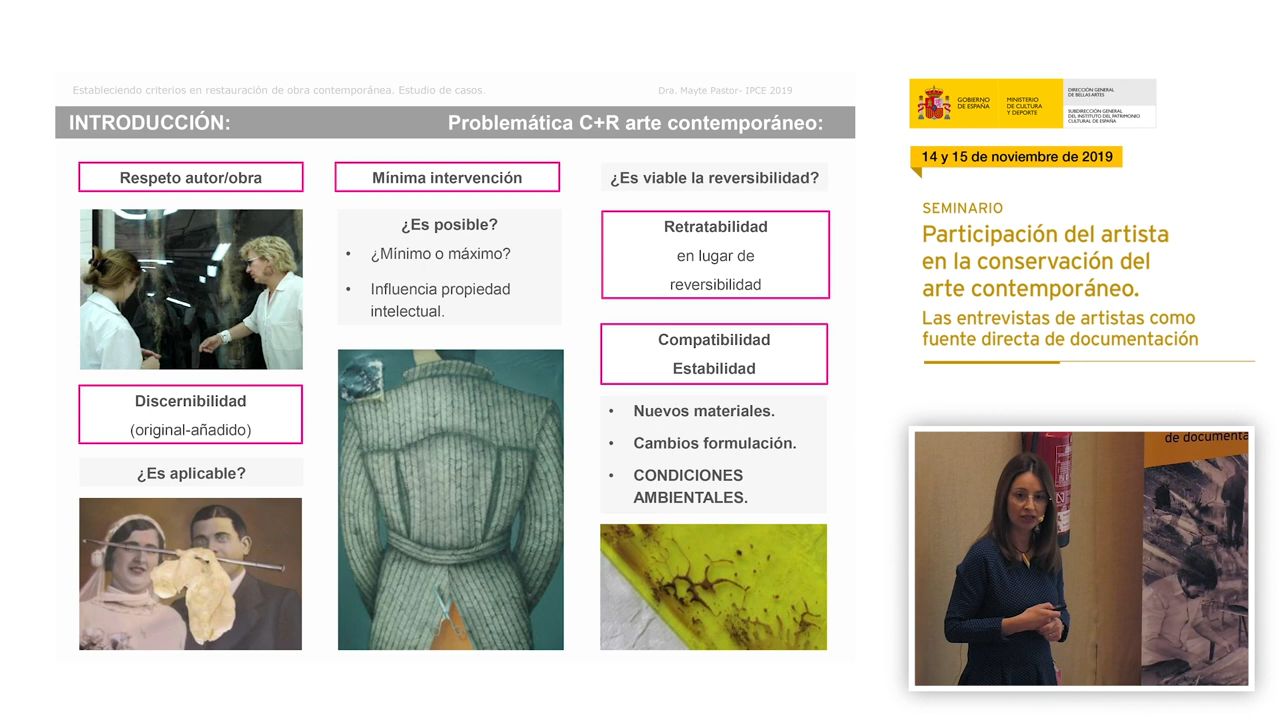 Estableciendo criterios en restauración de obra contemporánea. Estudio de casos.
Dra. Mayte Pastor- IPCE 2019
INTRODUCCIÓN:
Problemática C+R arte contemporáneo:
Respeto autor/obra
Discernibilidad
(original-añadido)
¿Es aplicable?
Mínima intervención
¿Es posible?
• ¿Mínimo o máximo?
• Influencia propiedad
intelectual.
¿Es viable la reversibilidad?
Retratabilidad
en lugar de
reversibilidad
Compatibilidad
Estabilidad
• Nuevos materiales.
• Cambios formulación.
• CONDICIONES
AMBIENTALES.
GOBIERNO
DE ESPAÑA
MINISTERIO
DE CULTURA
Y DEPORTE
DIRECCIÓN GENERAL
DE BELLAS ARTES
SUBDIRECCIÓN GENERAL
DEL INSTITUTO DEL PATRIMONIO
CULTURAL DE ESPAÑA
14 y 15 de noviembre de 2019
SEMINARIO
Participación del artista
en la conservación del
arte contemporáneo.
Las entrevistas de artistas como
fuente directa de documentación
de documenta